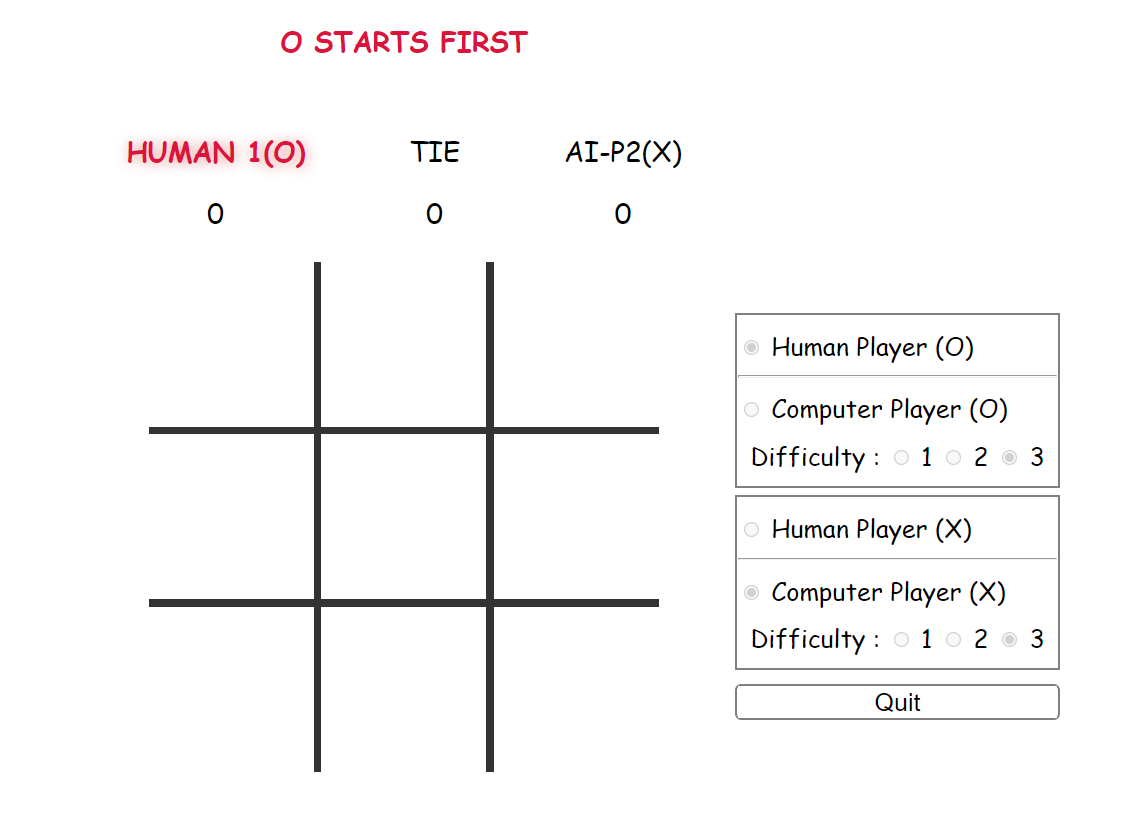 O STARTS FIRST
HUMAN 1(O) TIE AI-P2(X)
0 0 0
Human Player (O)
Computer Player (O)
Difficulty : 1 2 3
Human Player (X)
Computer Player (X)
Difficulty : 1 2 3
Quit